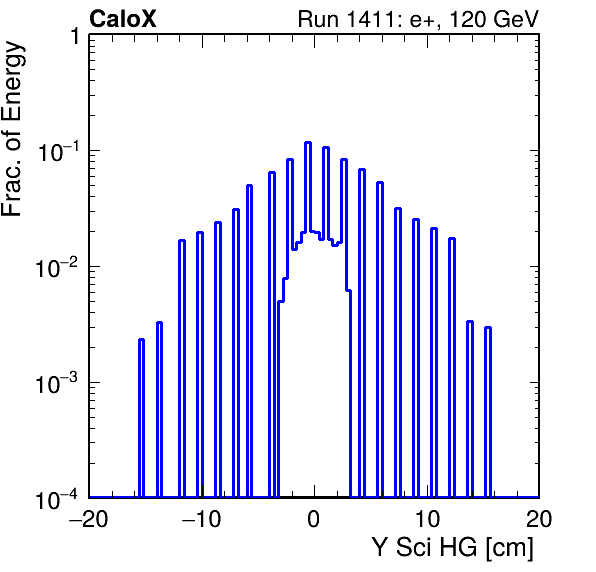 CaloX Run 1411: e+, 120 GeV
Frac. of Energy
1
10⁻¹
10⁻²
10⁻³
10⁻⁴
−20 −10 0 10 20
Y Sci HG [cm]